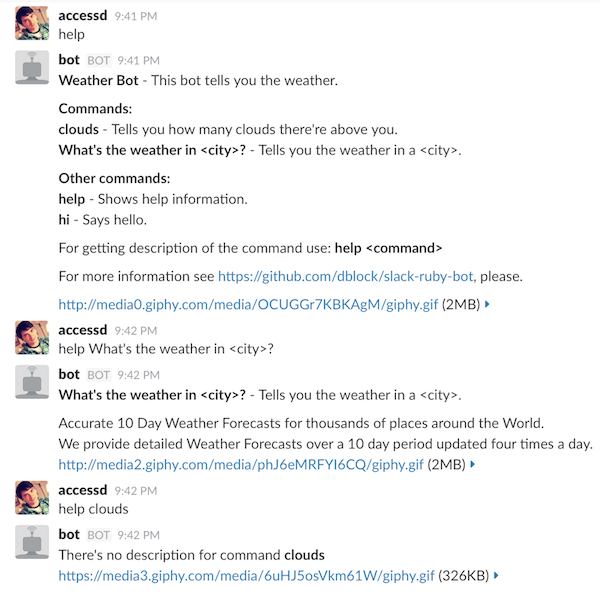 accessd 9:41 PM
help
bot BOT 9:41 PM
Weather Bot - This bot tells you the weather.
Commands:
clouds - Tells you how many clouds there're above you.
What's the weather in <city>? - Tells you the weather in a <city>.
Other commands:
help - Shows help information.
hi - Says hello.
For getting description of the command use: help <command>
For more information see https://github.com/dblock/slack-ruby-bot, please.
http://media0.giphy.com/media/OCUGGr7KBKAgM/giphy.gif (2MB)
accessd 9:42 PM
help What's the weather in <city>?
bot BOT 9:42 PM
What's the weather in <city>? - Tells you the weather in a <city>.
Accurate 10 Day Weather Forecasts for thousands of places around the World.
We provide detailed Weather Forecasts over a 10 day period updated four times a day.
http://media2.giphy.com/media/phJ6eMRFYI6CQ/giphy.gif (2MB)
accessd 9:42 PM
help clouds
bot BOT 9:42 PM
There's no description for command clouds
https://media3.giphy.com/media/6uHJ5osVkm61W/giphy.gif (326KB)